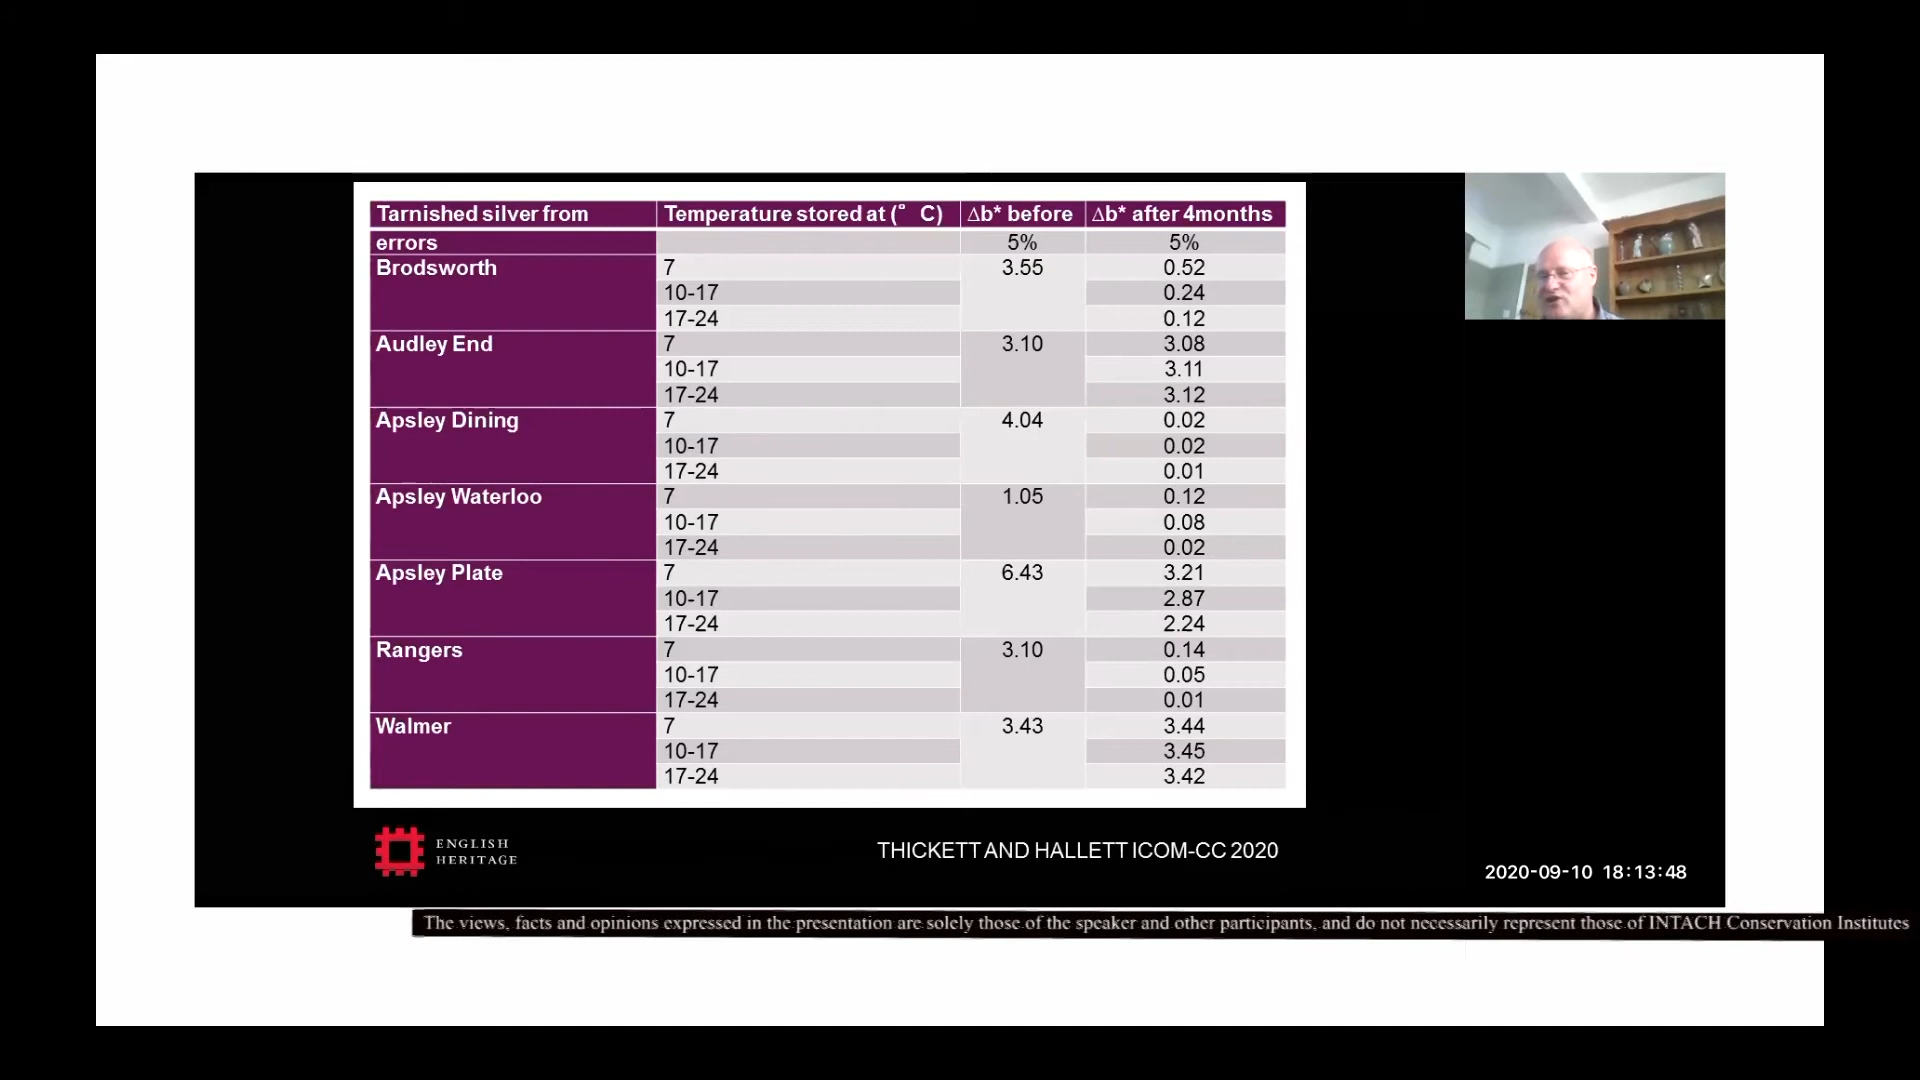 Tarnished silver from Temperature stored at (° C) Δb* before Δb* after 4months
errors 5% 5%
Brodsworth 7 3.55 0.52
10-17 0.24
17-24 0.12
Audley End 7 3.10 3.08
10-17 3.11
17-24 3.12
Apsley Dining 7 4.04 0.02
10-17 0.02
17-24 0.01
Apsley Waterloo 7 1.05 0.12
10-17 0.08
17-24 0.02
Apsley Plate 7 6.43 3.21
10-17 2.87
17-24 2.24
Rangers 7 3.10 0.14
10-17 0.05
17-24 0.01
Walmer 7 3.43 3.44
10-17 3.45
17-24 3.42
ENGLISH
HERITAGE
THICKETT AND HALLETT ICOM-CC 2020
2020-09-10 18:13:48
The views, facts and opinions expressed in the presentation are solely those of the speaker and other participants, and do not necessarily represent those of INTACH Conservation Institutes